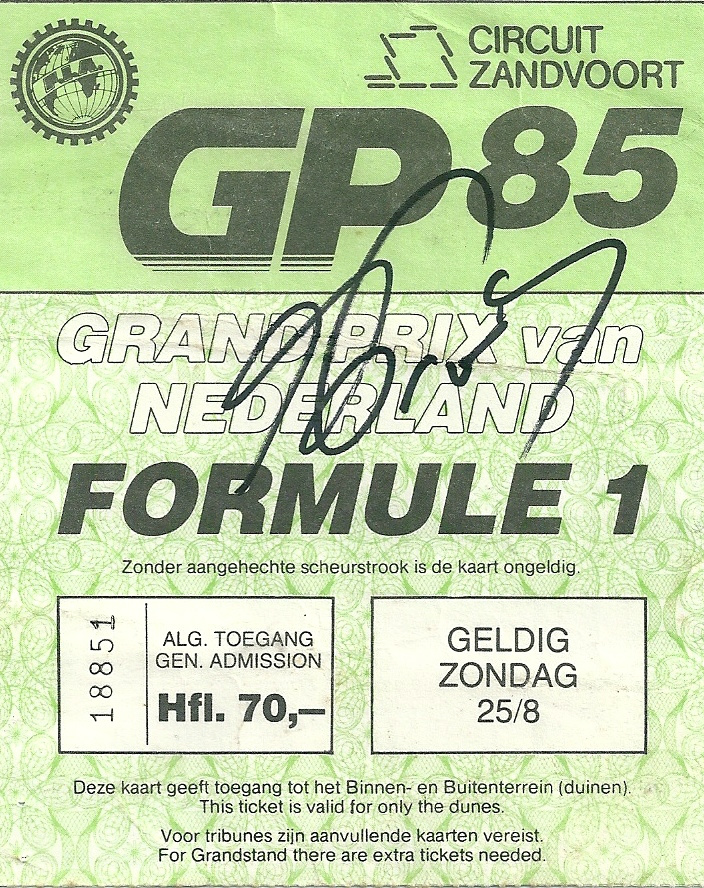 F.I.A.
CIRCUIT
ZANDVOORT
GP 85
GRAND PRIX van
NEDERLAND
FORMULE 1
Zonder aangehechte scheurstrook is de kaart ongeldig.
18851
ALG. TOEGANG
GEN. ADMISSION
Hfl. 70,—
GELDIG
ZONDAG
25/8
Deze kaart geeft toegang tot het Binnen- en Buitenterrein (duinen).
This ticket is valid for only the dunes.
Voor tribunes zijn aanvullende kaarten vereist.
For Grandstand there are extra tickets needed.